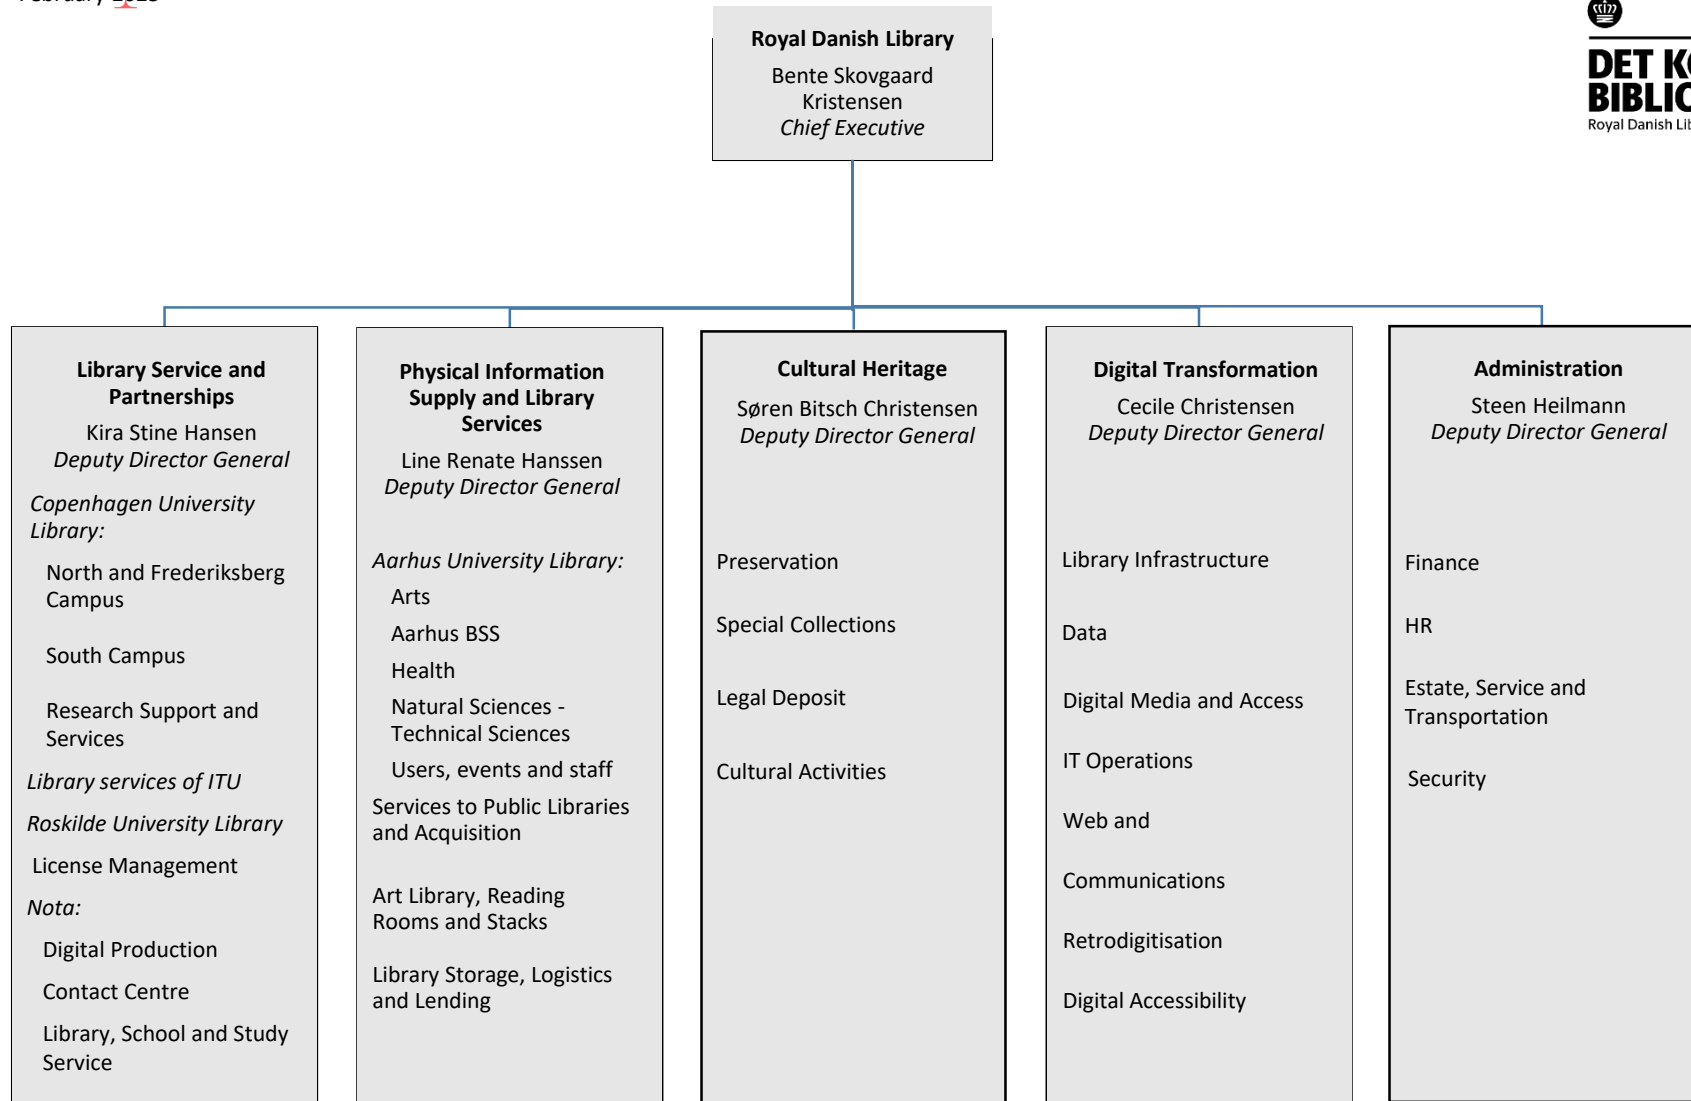 February
Royal Danish Library
Bente Skovgaard
Kristensen
Chief Executive
DET
Royal Danish
Library Service and
Partnerships
Kira Stine Hansen
Deputy Director General
Copenhagen University
Library:
North and Frederiksberg
Campus
South Campus
Research Support and
Services
Library services of ITU
Roskilde University Library
License Management
Nota:
Digital Production
Contact Centre
Library, School and Study
Service
Physical Information
Supply and Library
Services
Line Renate Hanssen
Deputy Director General
Aarhus University Library:
Arts
Aarhus BSS
Health
Natural Sciences -
Technical Sciences
Users, events and staff
Services to Public Libraries
and Acquisition
Art Library, Reading
Rooms and Stacks
Library Storage, Logistics
and Lending
Cultural Heritage
Søren Bitsch Christensen
Deputy Director General
Preservation
Special Collections
Legal Deposit
Cultural Activities
Digital Transformation
Cecile Christensen
Deputy Director General
Library Infrastructure
Data
Digital Media and Access
IT Operations
Web and
Communications
Retrodigitisation
Digital Accessibility
Administration
Steen Heilmann
Deputy Director General
Finance
HR
Estate, Service and
Transportation
Security